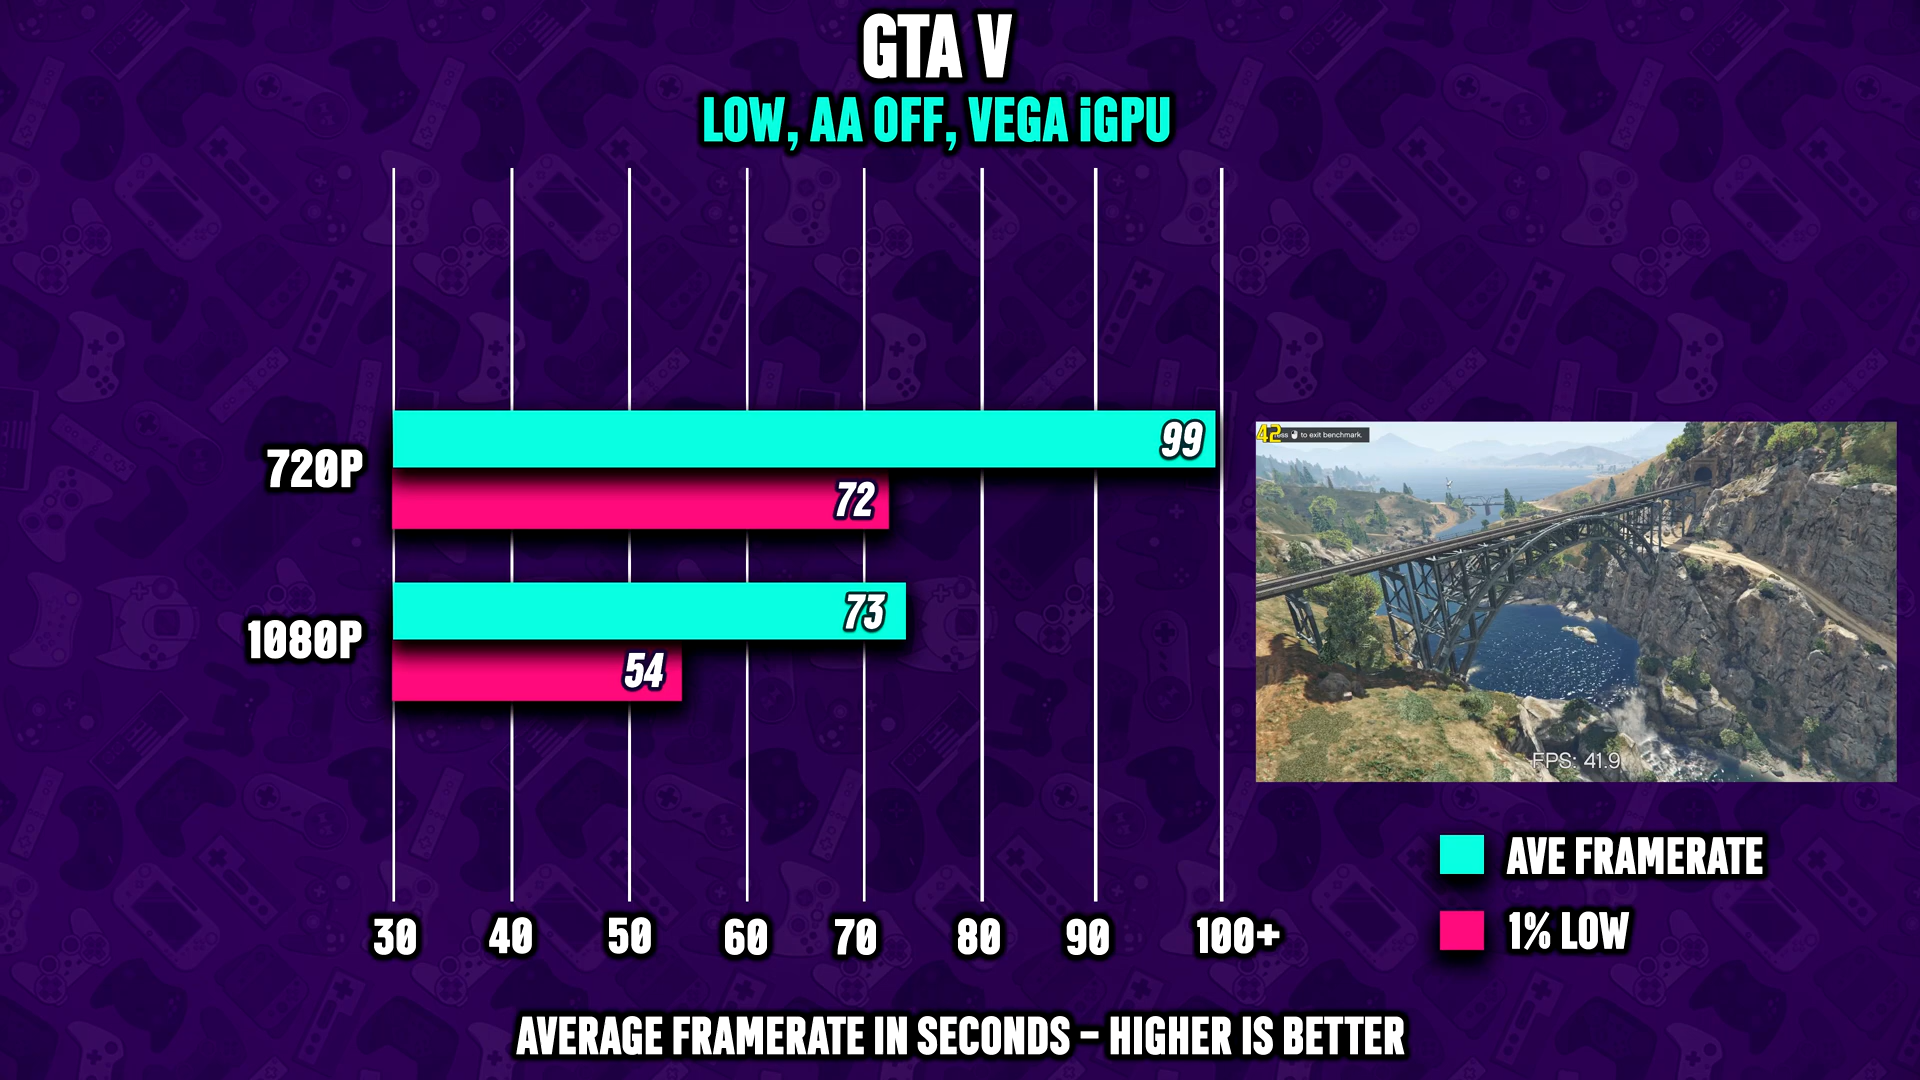 GTA V
LOW, AA OFF, VEGA iGPU
720P
99
72
1080P
73
54
30 40 50 60 70 80 90 100+
42
to exit benchmark.
FPS: 41.9
AVE FRAMERATE
1% LOW
AVERAGE FRAMERATE IN SECONDS – HIGHER IS BETTER